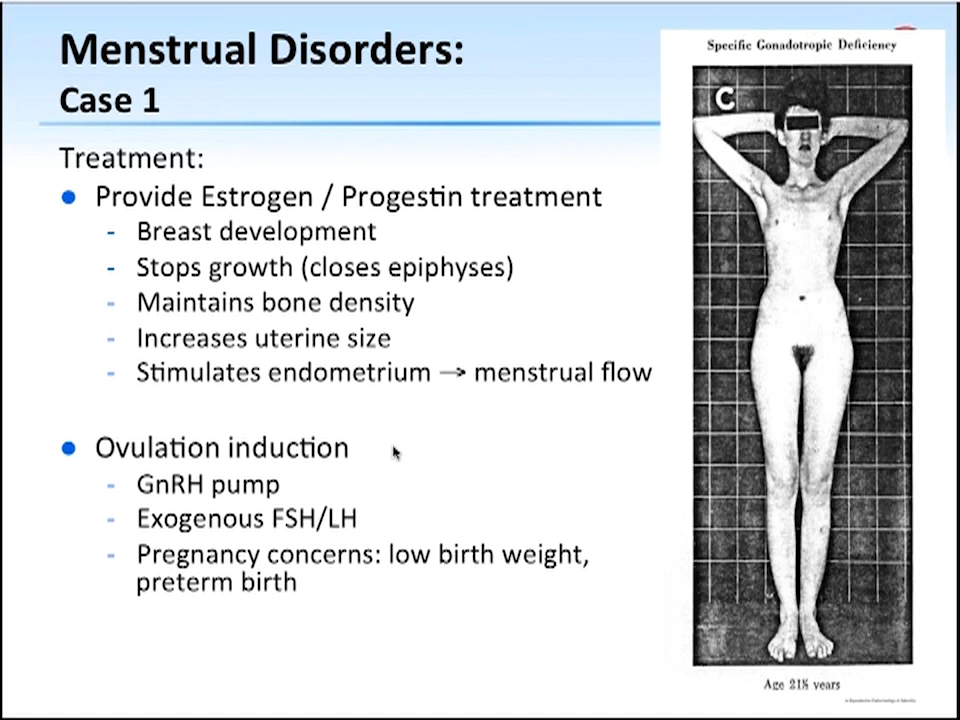 Menstrual Disorders:
Case 1
Treatment:
● Provide Estrogen / Progestin treatment
- Breast development
- Stops growth (closes epiphyses)
- Maintains bone density
- Increases uterine size
- Stimulates endometrium → menstrual flow
● Ovulation induction
- GnRH pump
- Exogenous FSH/LH
- Pregnancy concerns: low birth weight,
preterm birth
Specific Gonadotropic Deficiency
C
Age 21½ years